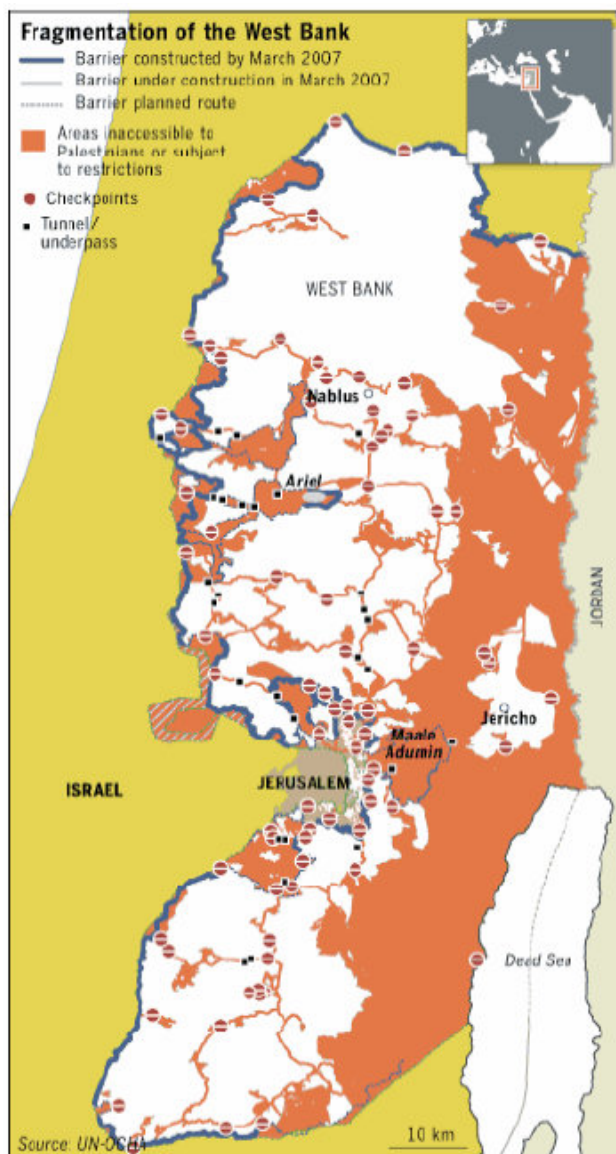 Fragmentation of the West Bank
Barrier constructed by March 2007
Barrier under construction in March 2007
Barrier planned route
Areas inaccessible to
Palestinians or subject
to restrictions
Checkpoints
Tunnel/
underpass
WEST BANK
Nablus
Ariel
JORDAN
Jericho
Maale
Adumin
ISRAEL
JERUSALEM
Dead Sea
10 km
Source: UN-OCHA